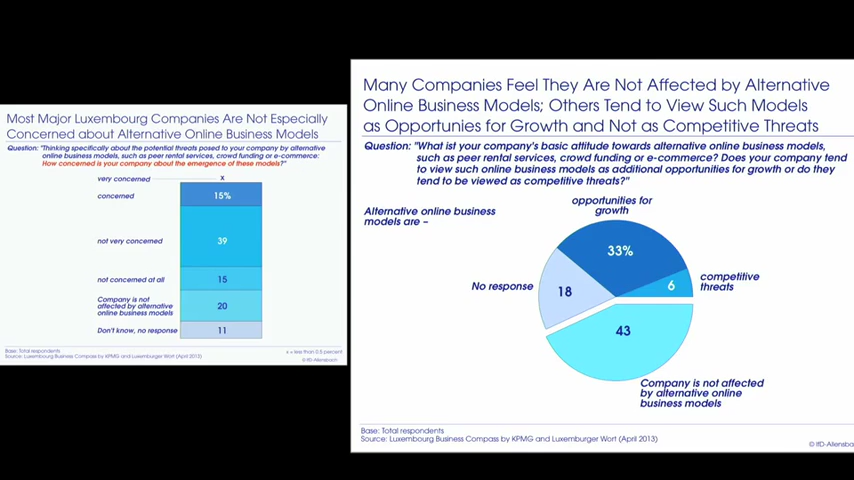 Most Major Luxembourg Companies Are Not Especially
Concerned about Alternative Online Business Models
Question: "Thinking specifically about the potential threats posed to your company by alternative
online business models, such as peer rental services, crowd funding or e-commerce:
How concerned is your company about the emergence of these models?"
very concerned x
concerned 15%
not very concerned 39
not concerned at all 15
Company is not
affected by alternative
online business models
20
Don't know, no response 11
Base: Total respondents
Source: Luxembourg Business Compass by KPMG and Luxemburger Wort (April 2013)
x = less than 0.5 percent
© IfD-Allensbach
Many Companies Feel They Are Not Affected by Alternative
Online Business Models; Others Tend to View Such Models
as Opportunies for Growth and Not as Competitive Threats
Question: "What ist your company's basic attitude towards alternative online business models,
such as peer rental services, crowd funding or e-commerce? Does your company tend
to view such online business models as additional opportunities for growth or do they
tend to be viewed as competitive threats?"
Alternative online business
models are –
opportunities for
growth
33%
competitive
threats
6
No response
18
43
Company is not affected
by alternative online
business models
Base: Total respondents
Source: Luxembourg Business Compass by KPMG and Luxemburger Wort (April 2013)
© IfD-Allensba